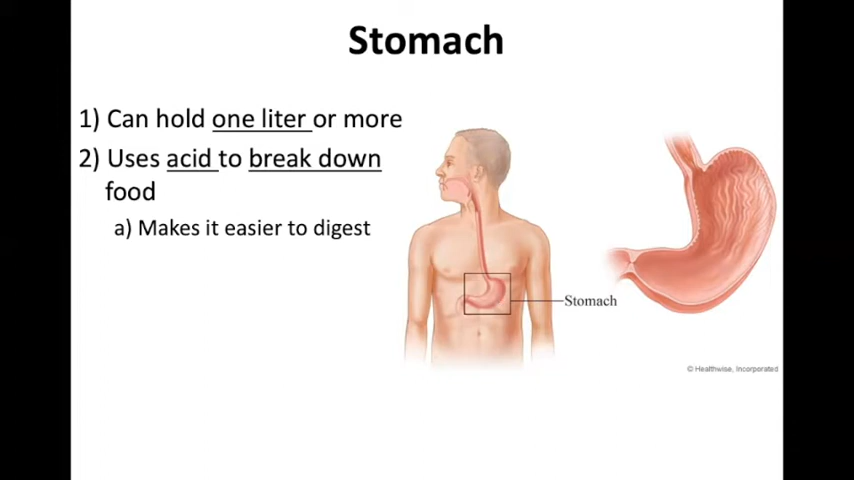 Stomach
1) Can hold one liter or more
2) Uses acid to break down
food
a) Makes it easier to digest
Stomach
© Healthwise, Incorporated